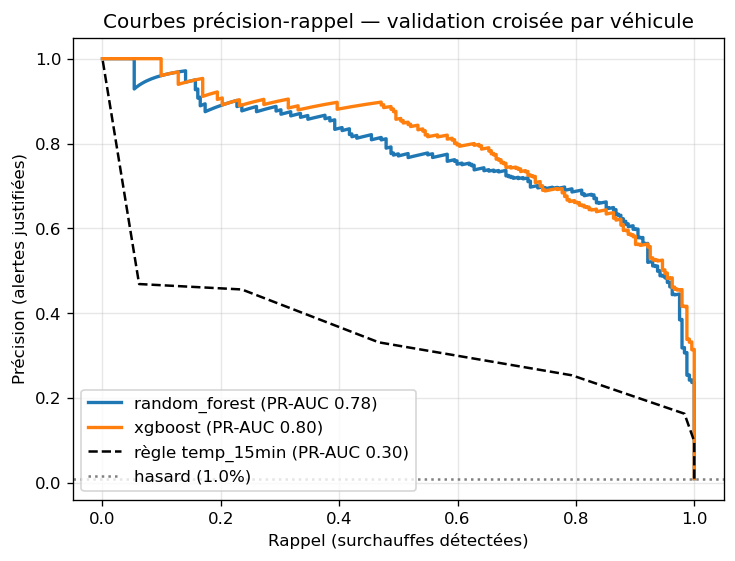 Courbes précision-rappel — validation croisée par véhicule
Précision (alertes justifiées)
1.0
0.8
0.6
0.4
0.2
0.0
random_forest (PR-AUC 0.78)
xgboost (PR-AUC 0.80)
règle temp_15min (PR-AUC 0.30)
hasard (1.0%)
0.0 0.2 0.4 0.6 0.8 1.0
Rappel (surchauffes détectées)